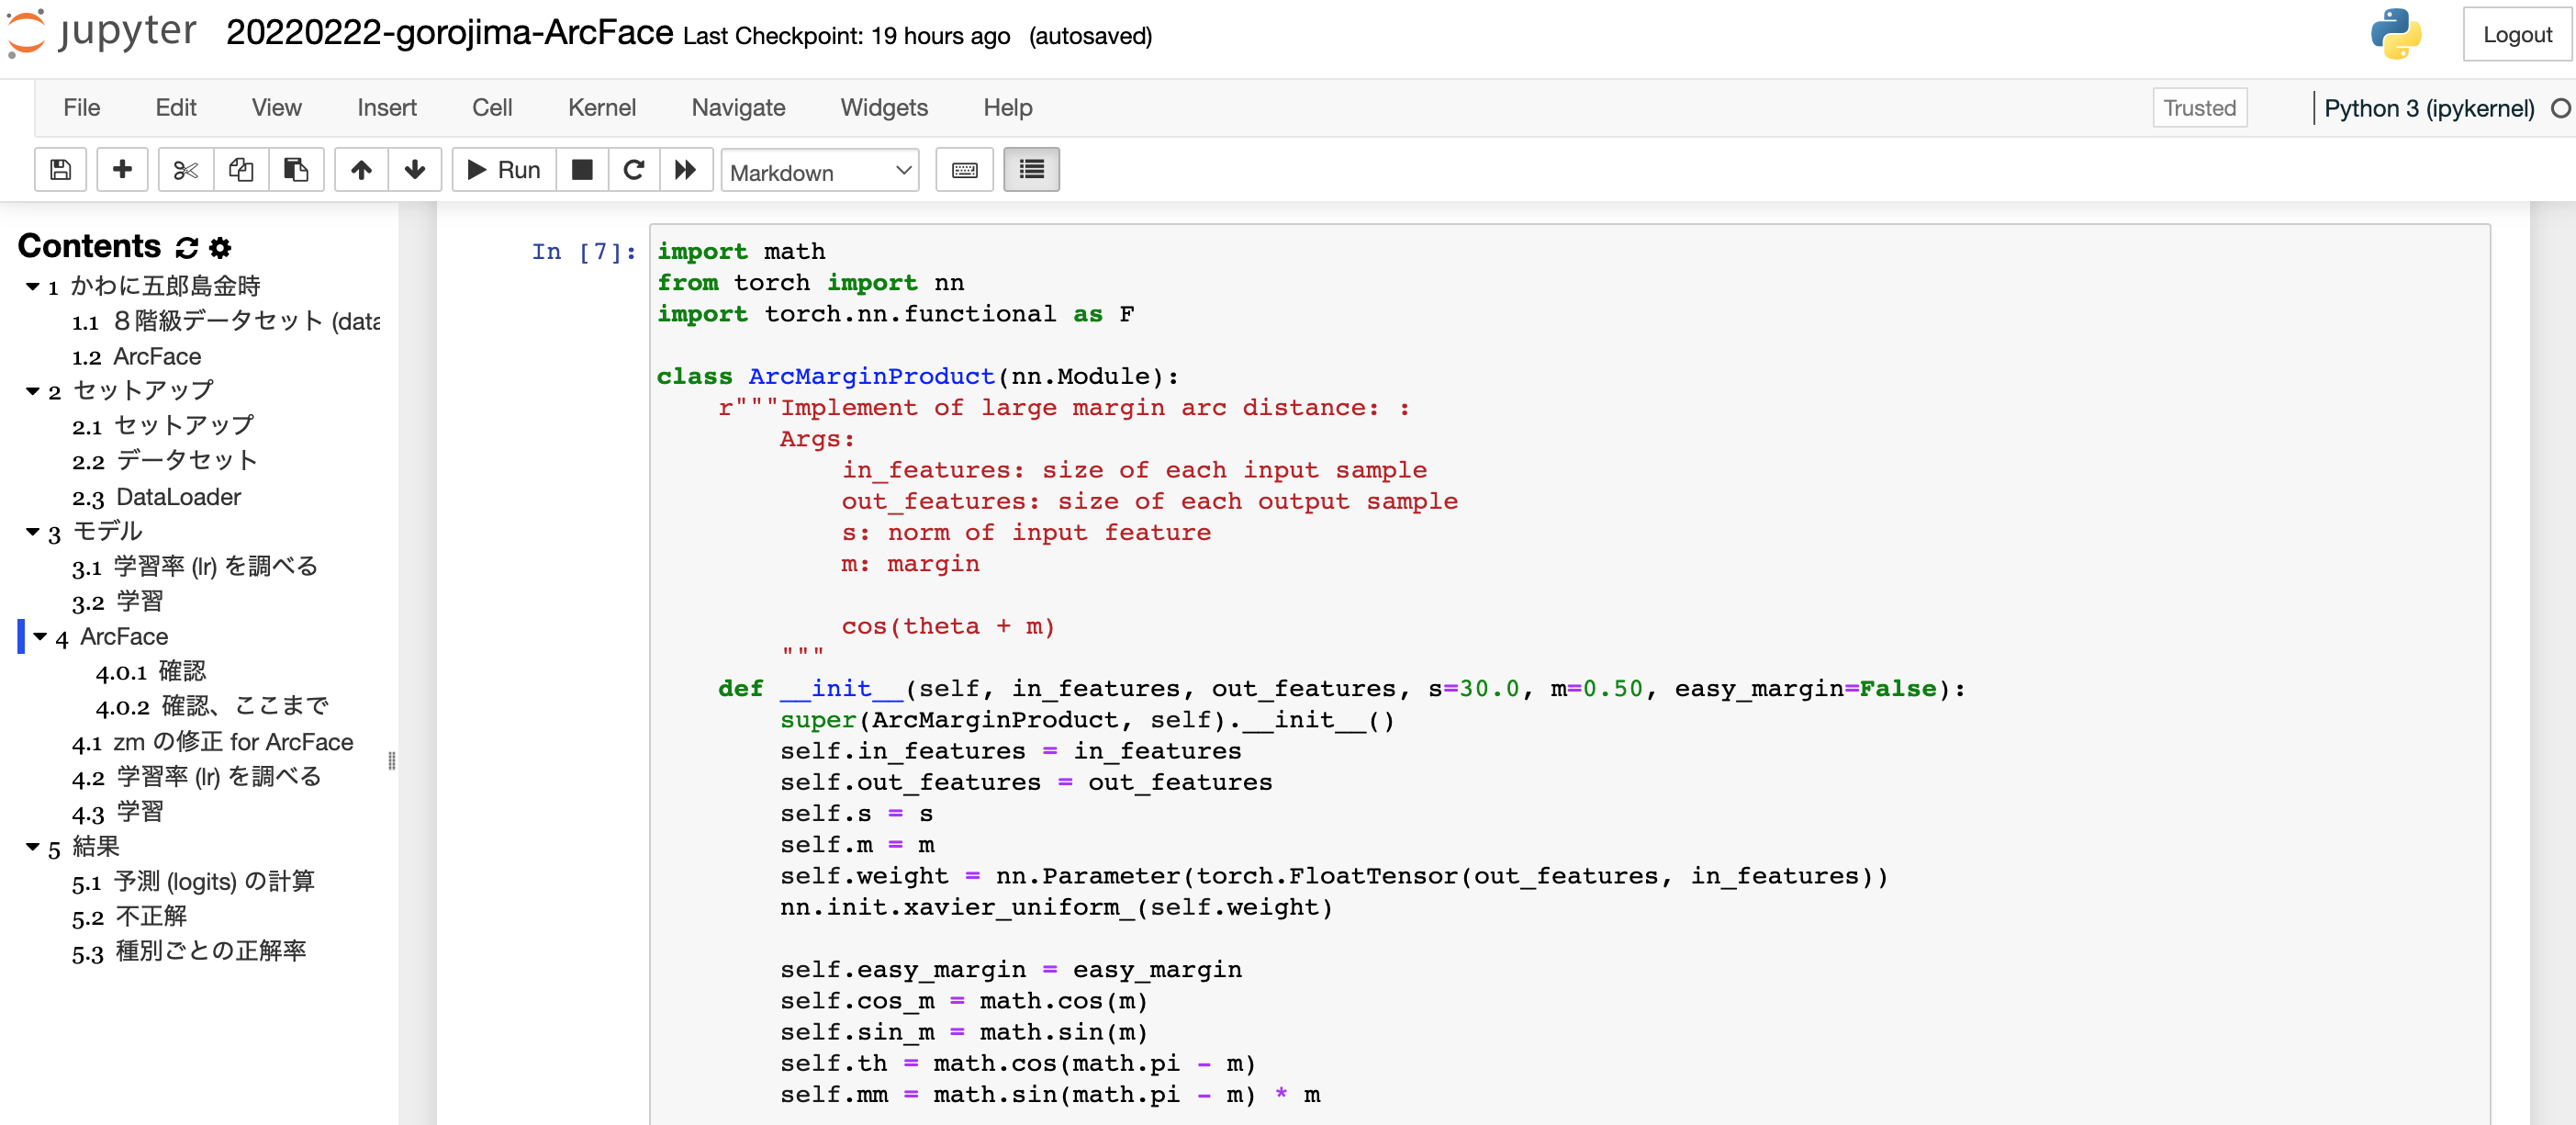 jupyter 20220222-gorojima-ArcFace Last Checkpoint: 19 hours ago (autosaved) Logout
File Edit View Insert Cell Kernel Navigate Widgets Help Trusted Python 3 (ipykernel)
Run Markdown
Contents
1 かわに五郎島金時
1.1 8階級データセット (data
1.2 ArcFace
2 セットアップ
2.1 セットアップ
2.2 データセット
2.3 DataLoader
3 モデル
3.1 学習率 (lr) を調べる
3.2 学習
4 ArcFace
4.0.1 確認
4.0.2 確認、ここまで
4.1 zm の修正 for ArcFace
4.2 学習率 (lr) を調べる
4.3 学習
5 結果
5.1 予測 (logits) の計算
5.2 不正解
5.3 種別ごとの正解率
In [7]:
import math
from torch import nn
import torch.nn.functional as F
class ArcMarginProduct(nn.Module):
r"""Implement of large margin arc distance: :
Args:
in_features: size of each input sample
out_features: size of each output sample
s: norm of input feature
m: margin
cos(theta + m)
"""
def __init__(self, in_features, out_features, s=30.0, m=0.50, easy_margin=False):
super(ArcMarginProduct, self).__init__()
self.in_features = in_features
self.out_features = out_features
self.s = s
self.m = m
self.weight = nn.Parameter(torch.FloatTensor(out_features, in_features))
nn.init.xavier_uniform_(self.weight)
self.easy_margin = easy_margin
self.cos_m = math.cos(m)
self.sin_m = math.sin(m)
self.th = math.cos(math.pi - m)
self.mm = math.sin(math.pi - m) * m